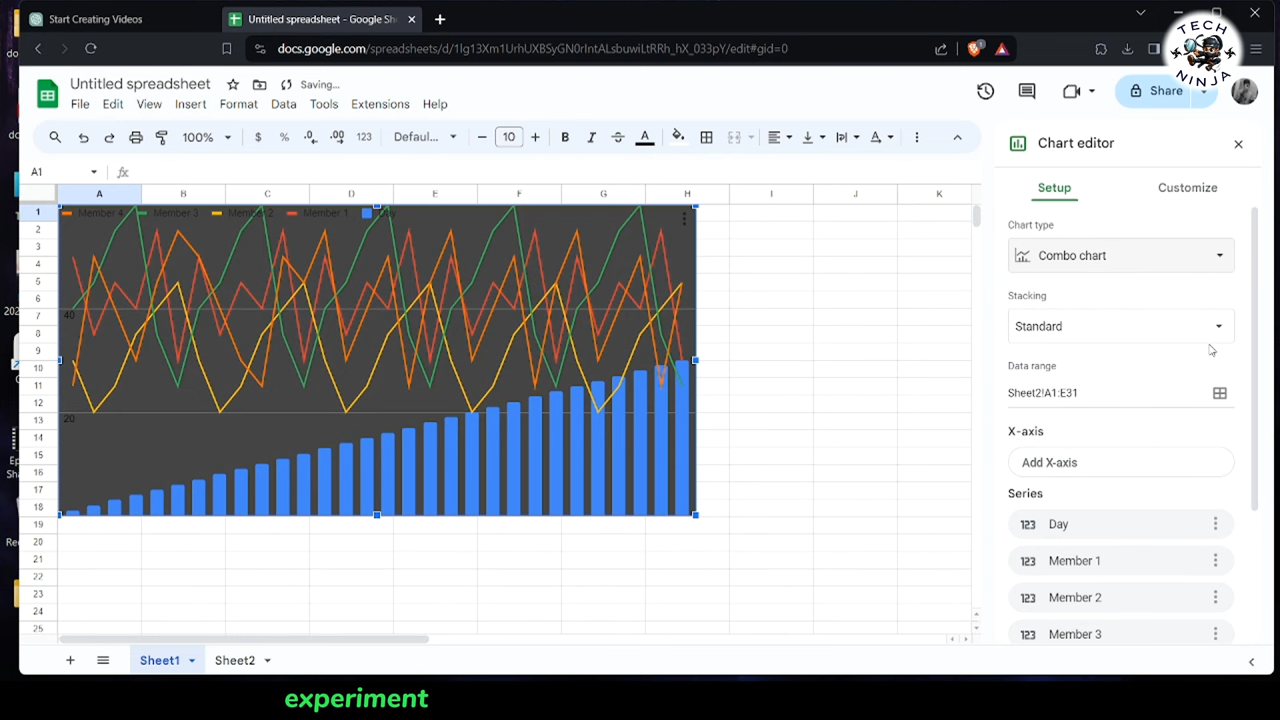 Start Creating Videos
Untitled spreadsheet - Google Sh
docs.google.com/spreadsheets/d/1Ig13Xm1UrhUXBSyGN0rIntALsbuwiLtRRh_hX_033pY/edit#gid=0
TECH
NINJA
Untitled spreadsheet
Saving...
File Edit View Insert Format Data Tools Extensions Help
Share
100% $ % .0 .00 123 Defaul... 10 B I S A
A1 fx
A B C D E F G H I J K
Member 4 Member 3 Member 2 Member 1 Day
40
20
1
2
3
4
5
6
7
8
9
10
11
12
13
14
15
16
17
18
19
20
21
22
23
24
25
Chart editor
Setup Customize
Chart type
Combo chart
Stacking
Standard
Data range
Sheet2!A1:E31
X-axis
Add X-axis
Series
123 Day
123 Member 1
123 Member 2
123 Member 3
Sheet1 Sheet2
experiment